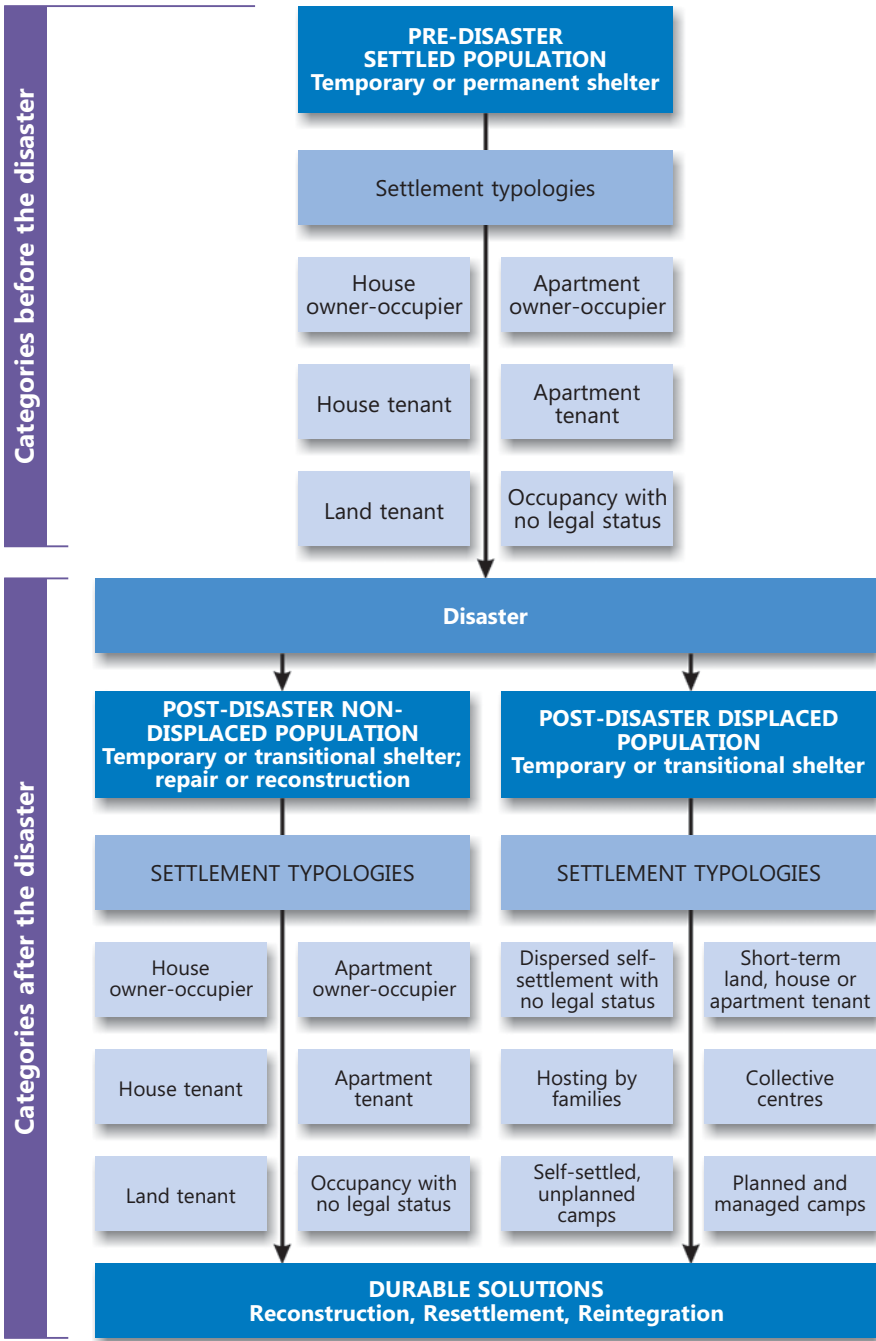 Categories before the disaster
PRE-DISASTER
SETTLED POPULATION
Temporary or permanent shelter
Settlement typologies
House
owner-occupier
Apartment
owner-occupier
House tenant
Apartment
tenant
Land tenant
Occupancy with
no legal status
Categories after the disaster
Disaster
POST-DISASTER NON-
DISPLACED POPULATION
Temporary or transitional shelter;
repair or reconstruction
POST-DISASTER DISPLACED
POPULATION
Temporary or transitional shelter
SETTLEMENT TYPOLOGIES
SETTLEMENT TYPOLOGIES
House
owner-occupier
Apartment
owner-occupier
Dispersed self-
settlement with
no legal status
Short-term
land, house or
apartment tenant
House tenant
Apartment
tenant
Hosting by
families
Collective
centres
Land tenant
Occupancy with
no legal status
Self-settled,
unplanned
camps
Planned and
managed camps
DURABLE SOLUTIONS
Reconstruction, Resettlement, Reintegration